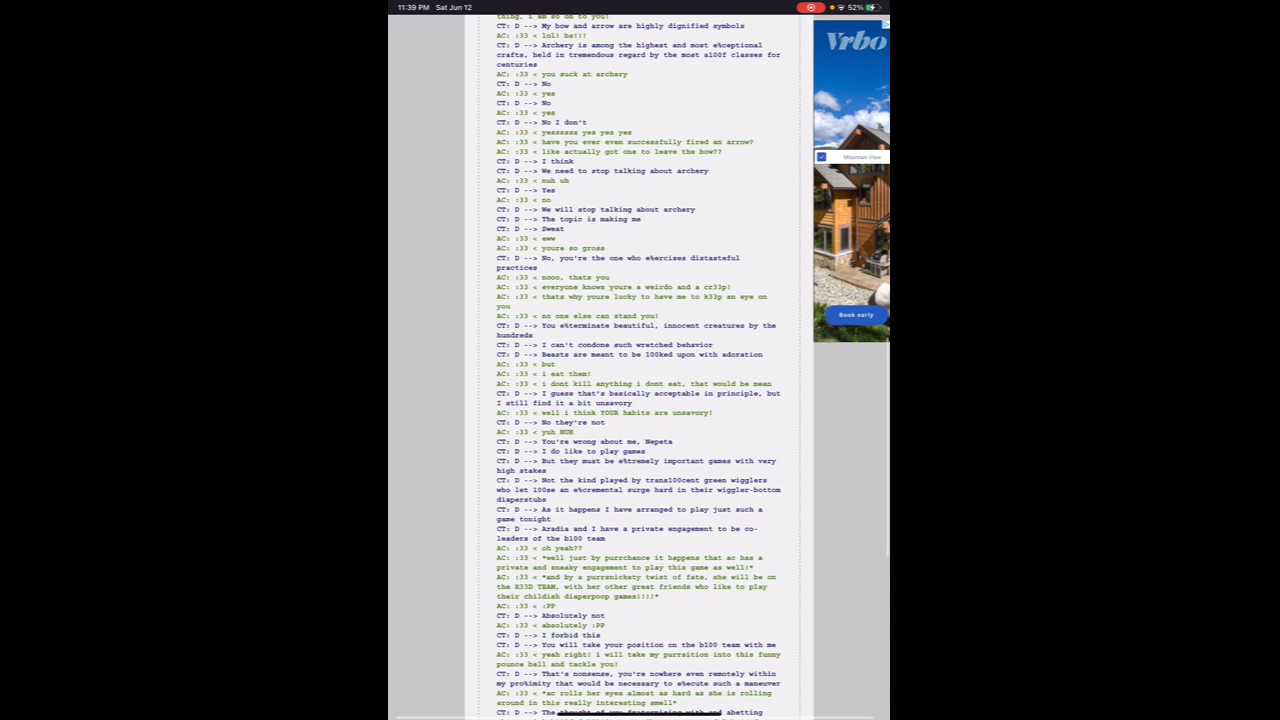 11:39 PM Sat Jun 12
52%
thing, i am so on to you!
CT: D --> My bow and arrow are highly dignified symbols
AC: :33 < lol! bs!!!
CT: D --> Archery is among the highest and most e%ceptional
crafts, held in tremendous regard by the most al00f classes for
centuries
AC: :33 < you suck at archery
CT: D --> No
AC: :33 < yes
CT: D --> No
AC: :33 < yes
CT: D --> No I don't
AC: :33 < yessssss yes yes yes
AC: :33 < have you ever even successfully fired an arrow?
AC: :33 < like actually got one to leave the bow??
CT: D --> I think
CT: D --> We need to stop talking about archery
AC: :33 < nuh uh
CT: D --> Yes
AC: :33 < no
CT: D --> We will stop talking about archery
CT: D --> The topic is making me
CT: D --> Sweat
AC: :33 < eww
AC: :33 < youre so gross
CT: D --> No, you're the one who e%ercises distasteful
practices
AC: :33 < nooo, thats you
AC: :33 < everyone knows youre a weirdo and a cr33p!
AC: :33 < thats why youre lucky to have me to k33p an eye on
you
AC: :33 < no one else can stand you!
CT: D --> You e%terminate beautiful, innocent creatures by the
hundreds
CT: D --> I can't condone such wretched behavior
CT: D --> Beasts are meant to be 100ked upon with adoration
AC: :33 < but
AC: :33 < i eat them!
AC: :33 < i dont kill anything i dont eat, that would be mean
CT: D --> I guess that's basically acceptable in principle, but
I still find it a bit unsavory
AC: :33 < well i think YOUR habits are unsavory!
CT: D --> No they're not
AC: :33 < yuh HUH
CT: D --> You're wrong about me, Nepeta
CT: D --> I do like to play games
CT: D --> But they must be e%tremely important games with very
high stakes
CT: D --> Not the kind played by transl00cent green wigglers
who let 100se an e%cremental surge hard in their wiggler-bottom
diaperstubs
CT: D --> As it happens I have arranged to play just such a
game tonight
CT: D --> Aradia and I have a private engagement to be co-
leaders of the b100 team
AC: :33 < oh yeah??
AC: :33 < *well just by purrchance it happens that ac has a
private and sneaky engagement to play this game as well!*
AC: :33 < *and by a purrsnickety twist of fate, she will be on
the R33D TEAM, with her other great friends who like to play
their childish diaperpoop games!!!!*
AC: :33 < :PP
CT: D --> Absolutely not
AC: :33 < absolutely :PP
CT: D --> I forbid this
CT: D --> You will take your position on the b100 team with me
AC: :33 < yeah right! i will take my purrsition into this funny
pounce ball and tackle you!
CT: D --> That's nonsense, you're nowhere even remotely within
my pro%imity that would be necessary to e%ecute such a maneuver
AC: :33 < *ac rolls her eyes almost as hard as she is rolling
around in this really interesting smell*
CT: D --> The thought of you fraternizing with and abetting
Vrbo
Mountain View
Book early